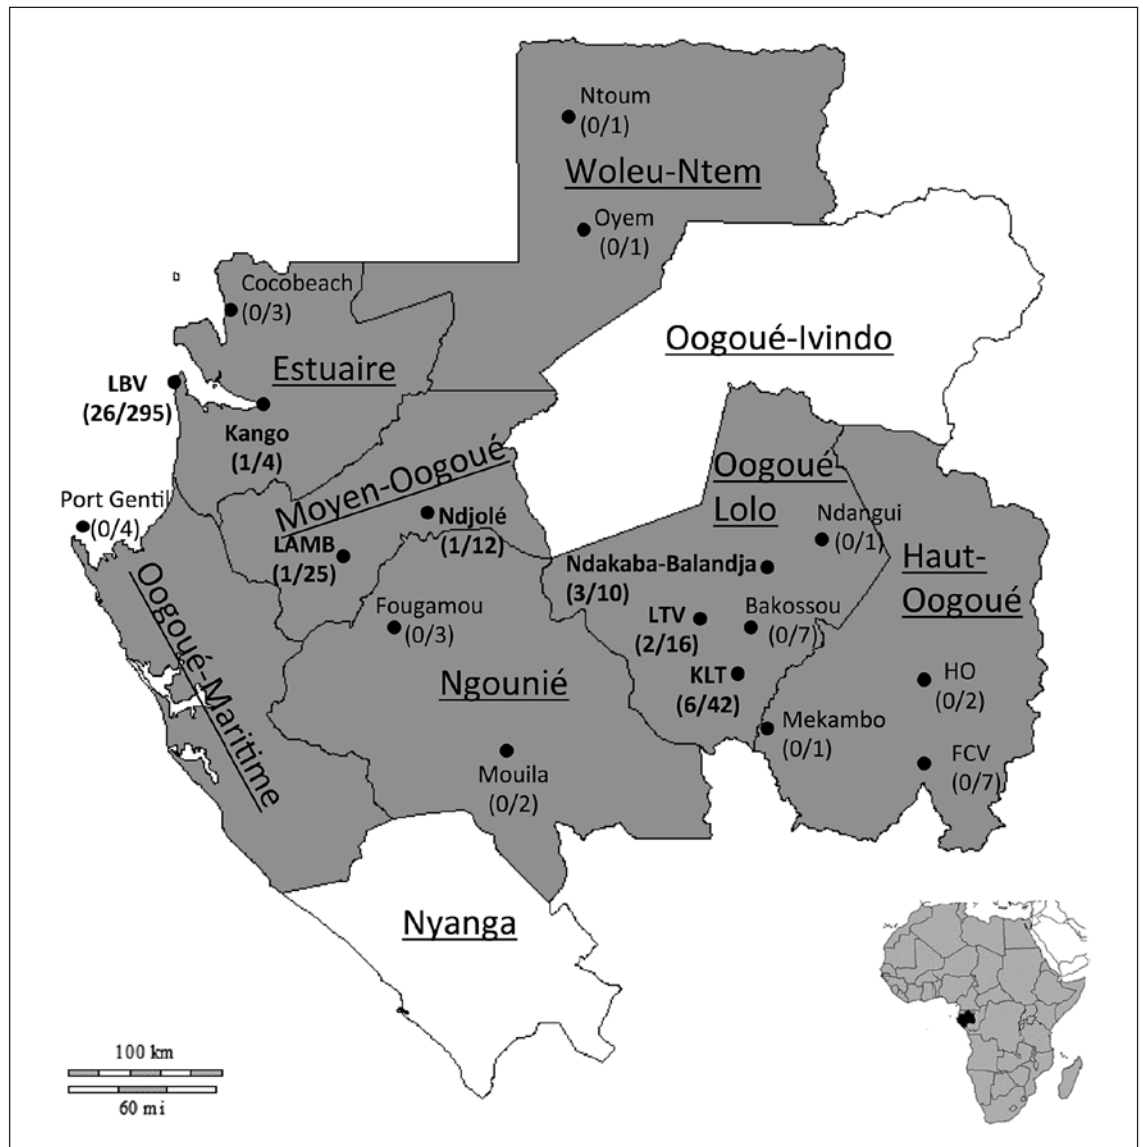 Ntoum
(0/1)
Woleu-Ntem
Oyem
(0/1)
Cocobeach
(0/3)
Oogoué-Ivindo
Estuaire
LBV
(26/295)
Kango
(1/4)
Moyen-Oogoué
Oogoué-
Lolo
Port Gentil
(0/4)
Ndjolé
(1/12)
LAMB
(1/25)
Ndangui
(0/1)
Ndakaba-Balandja
(3/10)
Haut-
Oogoué
Oogoué-Maritime
Fougamou
(0/3)
LTV
(2/16)
Bakossou
(0/7)
Ngounié
KLT
(6/42)
HO
(0/2)
Mekambo
(0/1)
Mouila
(0/2)
FCV
(0/7)
Nyanga
100 km
60 mi